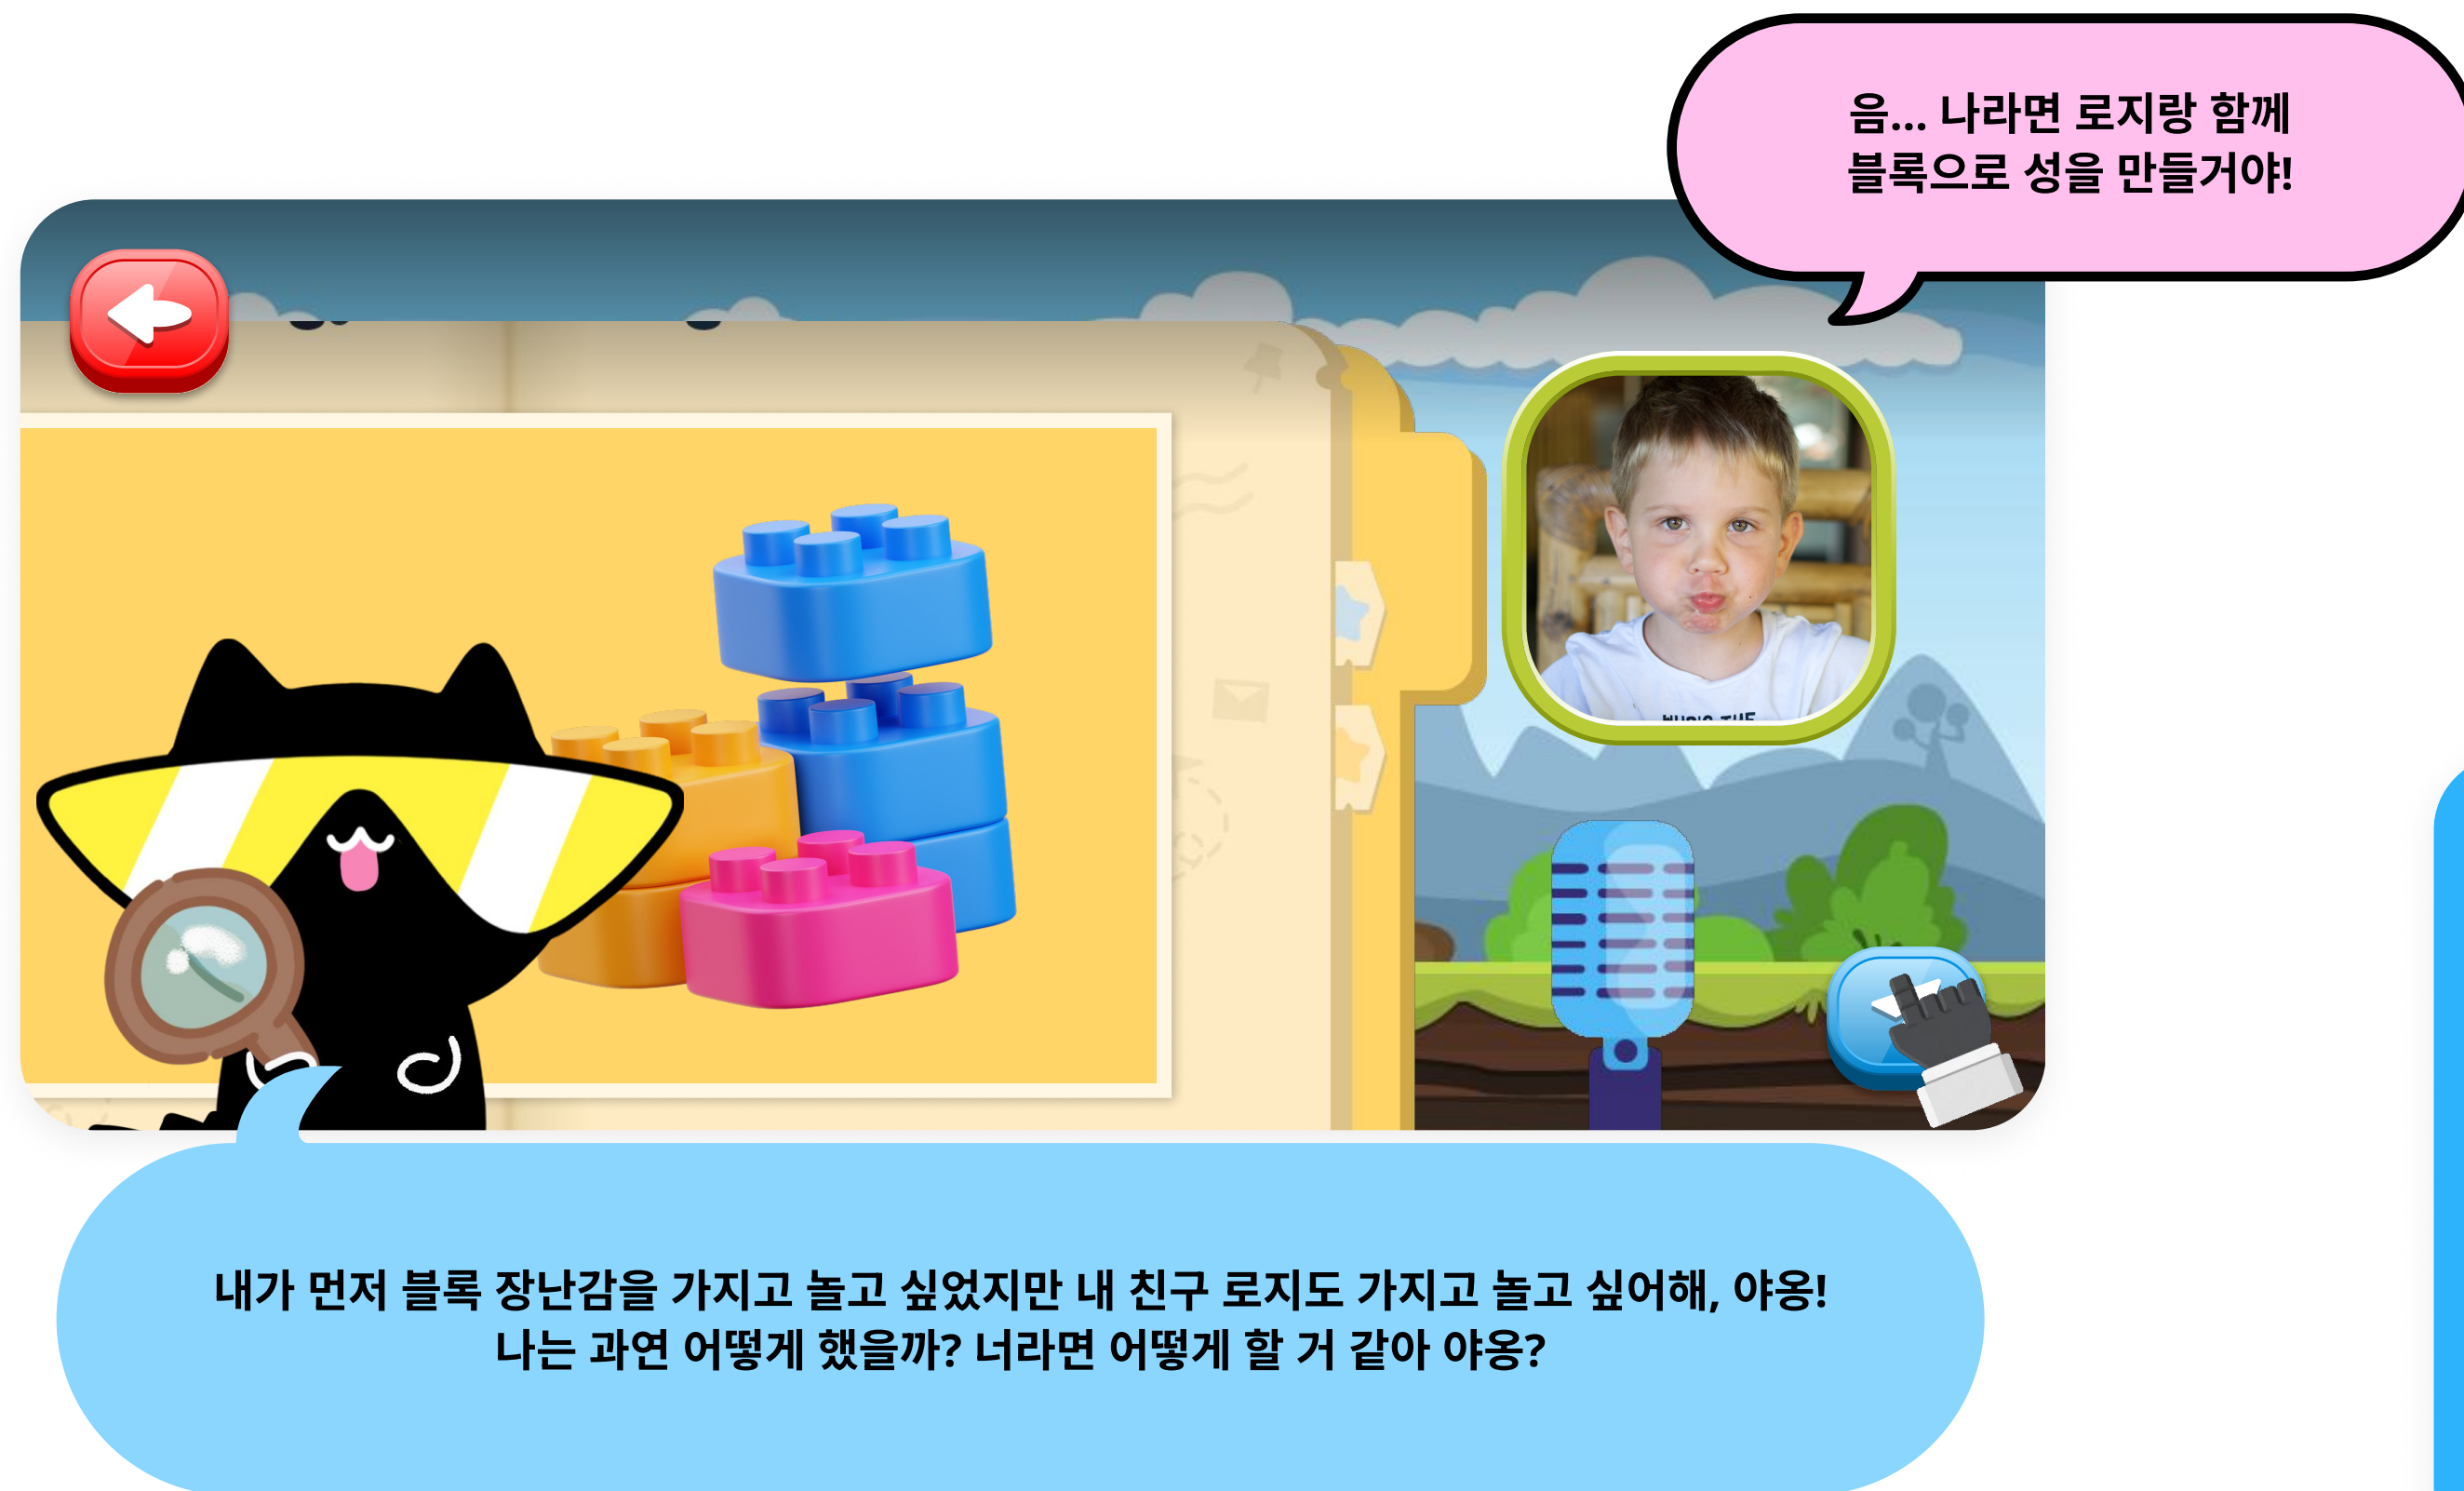 음... 나라면 로지랑 함께
블록으로 성을 만들거야!
내가 먼저 블록 장난감을 가지고 놀고 싶었지만 내 친구 로지도 가지고 놀고 싶어해, 야옹!
나는 과연 어떻게 했을까? 너라면 어떻게 할 거 같아 야옹?